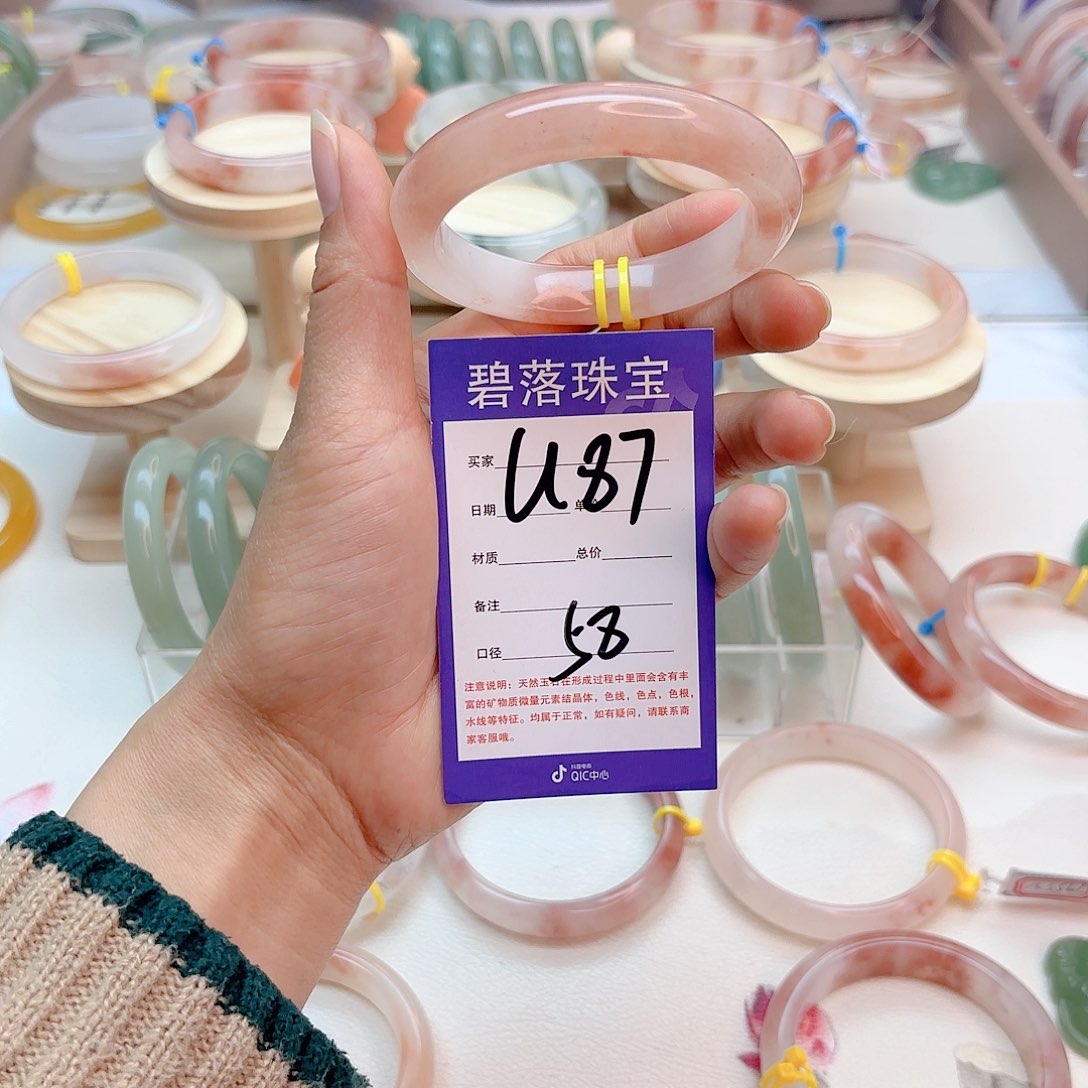 碧落珠宝
买家 U87
日期 单价
材质 总价
备注
口径 58
注意说明：天然玉石在形成过程中里面会含有丰
富的矿物质微量元素结晶体，色线，色点，色根，
水线等特征。均属于正常，如有疑问，请联系商
家客服哦。
抖音电商
QIC中心